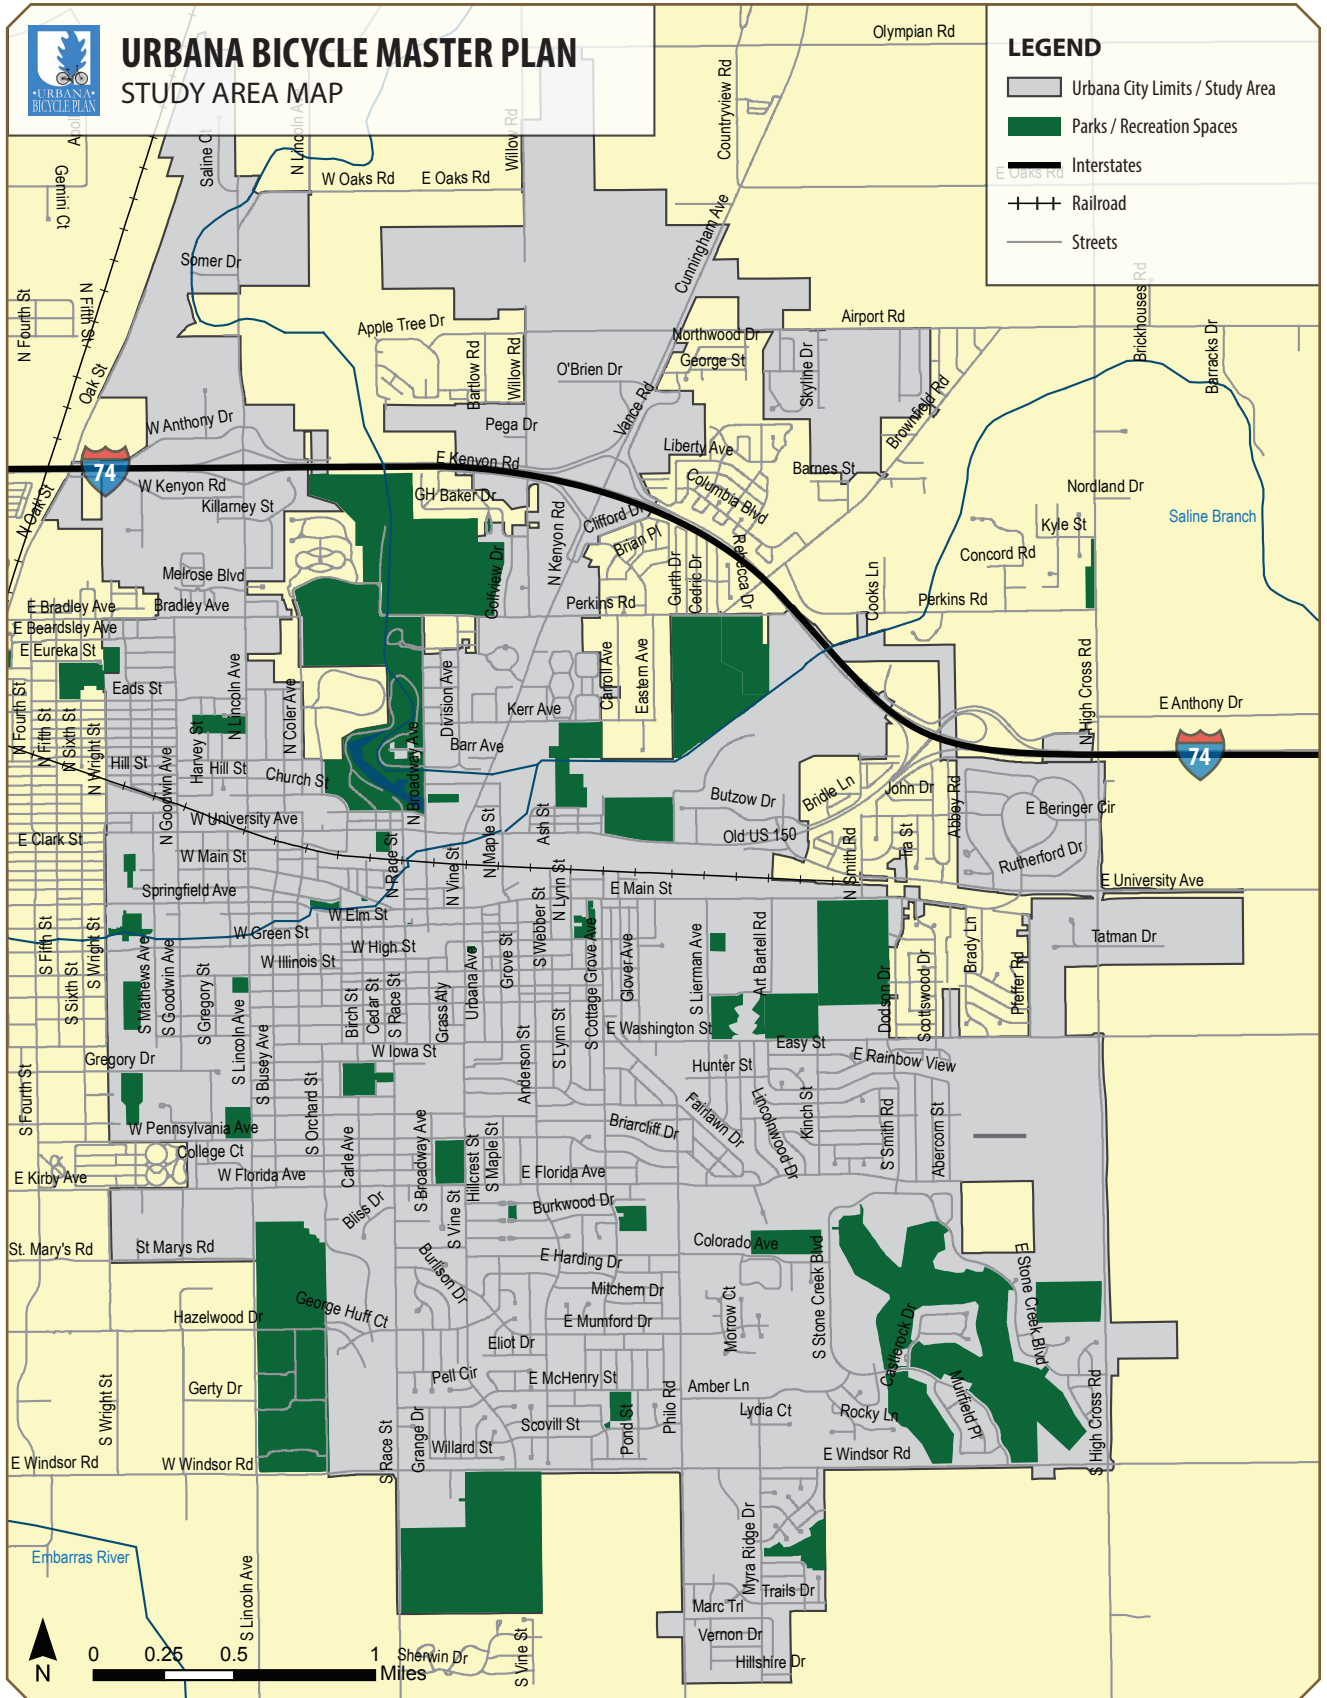 URBANA BICYCLE MASTER PLAN
STUDY AREA MAP
URBANA
BICYCLE PLAN
LEGEND
Urbana City Limits / Study Area
Parks / Recreation Spaces
Interstates
Railroad
Streets
Olympian Rd
Countryview Rd
Gemini Ct
Saline Ct
Willow Rd
W Oaks Rd
E Oaks Rd
E Oaks Rd
Cunningham Ave
Somer Dr
N Fourth St
N Fifth St
Oak St
Apple Tree Dr
Bartlow Rd
Willow Rd
O'Brien Dr
Northwood Dr
George St
Airport Rd
Skyline Dr
Brickhouses Rd
Barracks Dr
Brownfield Rd
Vance Rd
W Anthony Dr
Pega Dr
Liberty Ave
Barnes St
74
E Kenyon Rd
W Kenyon Rd
Killarney St
GH Baker Dr
N Kenyon Rd
Clifford Dr
Columbia Blvd
Nordland Dr
Kyle St
Saline Branch
N Oak St
Brian Pl
Gurth Dr
Cedric Dr
Rebecca Dr
Concord Rd
Melrose Blvd
Golfview Dr
Cooks Ln
E Bradley Ave
Bradley Ave
Perkins Rd
Perkins Rd
E Beardsley Ave
E Eureka St
Eads St
N Fourth St
N Fifth St
N Sixth St
N Wright St
N Lincoln Ave
N Coler Ave
Division Ave
Carroll Ave
Eastern Ave
N High Cross Rd
E Anthony Dr
Kerr Ave
Barr Ave
74
Hill St
N Goodwin Ave
Harvey St
Hill St
Church St
N Broadway Ave
Butzow Dr
Bridle Ln
John Dr
Abbey Rd
E Beringer Cir
W University Ave
E Clark St
N Maple St
Ash St
Old US 150
N Smith Rd
Ila St
Rutherford Dr
W Main St
N Race St
N Vine St
Springfield Ave
N Lynn St
E Main St
E University Ave
W Elm St
W Green St
W High St
W Illinois St
S Fifth St
S Sixth St
S Wright St
S Mathews Ave
S Goodwin Ave
S Gregory St
S Lincoln Ave
S Busey Ave
Birch St
Cedar St
S Race St
Grass Aly
Urbana Ave
Grove St
S Webber St
S Lynn St
S Cottage Grove Ave
Glover Ave
S Lierman Ave
Art Bartell Rd
Dodson Dr
Scottswood Dr
Brady Ln
Pfeffer Rd
Tatman Dr
E Washington St
Easy St
W Iowa St
Gregory Dr
Anderson St
Hunter St
E Rainbow View
S Fourth St
S Orchard St
Carle Ave
S Broadway Ave
Hillcrest St
S Maple St
Briarcliff Dr
Fairlawn Dr
Lincolnwood Dr
Kinch St
S Smith Rd
Abercorn St
W Pennsylvania Ave
College Ct
E Kirby Ave
W Florida Ave
E Florida Ave
Bliss Dr
S Vine St
Burkwood Dr
St. Mary's Rd
St Marys Rd
Burlison Dr
E Harding Dr
Colorado Ave
S Stone Creek Blvd
E Stone Creek Blvd
Mitchem Dr
Hazelwood Dr
George Huff Ct
E Mumford Dr
Eliot Dr
Morrow Ct
Castlerock Dr
S Wright St
Gerty Dr
Pell Cir
E McHenry St
Amber Ln
Philo Rd
Lydia Ct
Rocky Ln
Muirfield Pl
S High Cross Rd
Grange Dr
Scovill St
Pond St
Willard St
S Race St
E Windsor Rd
W Windsor Rd
E Windsor Rd
Embarras River
S Lincoln Ave
Myra Ridge Dr
Trails Dr
Marc Trl
Vernon Dr
Hillshire Dr
Sherwin Dr
S Vine St
N
0 0.25 0.5 1
Miles